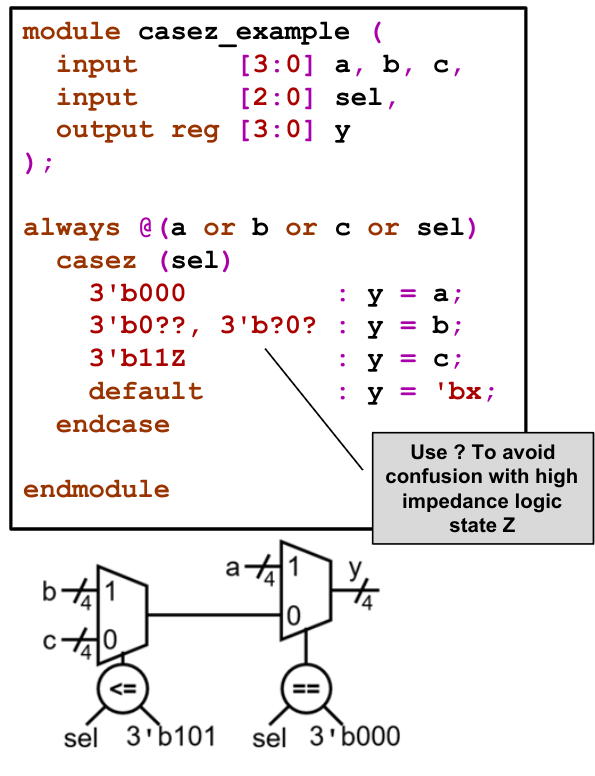 module casez_example (
  input      [3:0] a, b, c,
  input      [2:0] sel,
  output reg [3:0] y
);
always @(a or b or c or sel)
  casez (sel)
    3'b000         : y = a;
    3'b0??, 3'b?0? : y = b;
    3'b11Z         : y = c;
    default        : y = 'bx;
  endcase
endmodule
Use ? To avoid
confusion with high
impedance logic
state Z
a 4 1 y 4
b 4 1 0
c 4 0
<= ==
sel 3'b101 sel 3'b000